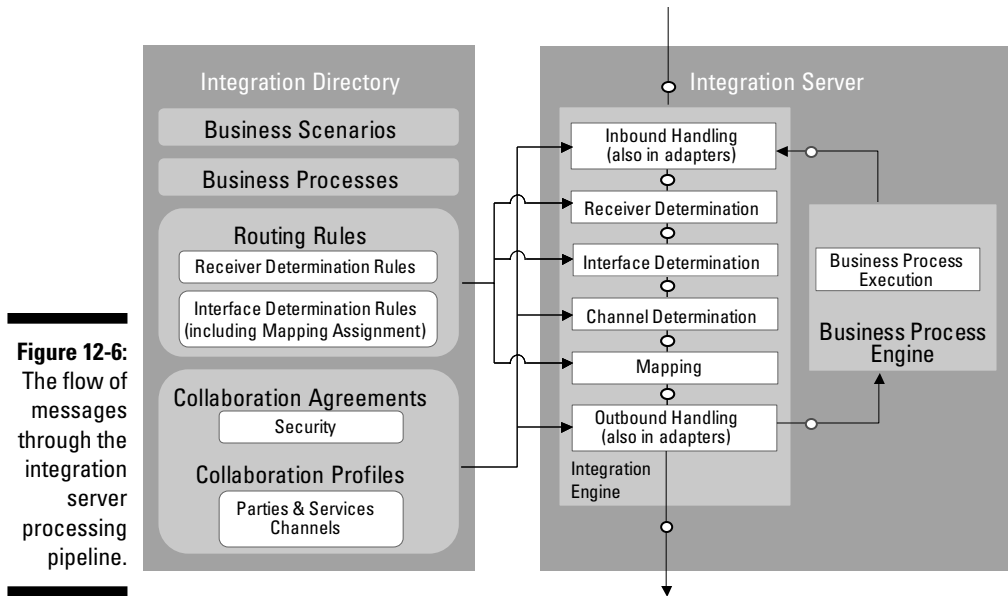 Figure 12-6:
The flow of
messages
through the
integration
server
processing
pipeline.
Integration Directory
Business Scenarios
Business Processes
Routing Rules
Receiver Determination Rules
Interface Determination Rules
(including Mapping Assignment)
Collaboration Agreements
Security
Collaboration Profiles
Parties & Services
Channels
Integration Server
Inbound Handling
(also in adapters)
Receiver Determination
Interface Determination
Channel Determination
Mapping
Outbound Handling
(also in adapters)
Integration
Engine
Business Process
Execution
Business Process
Engine